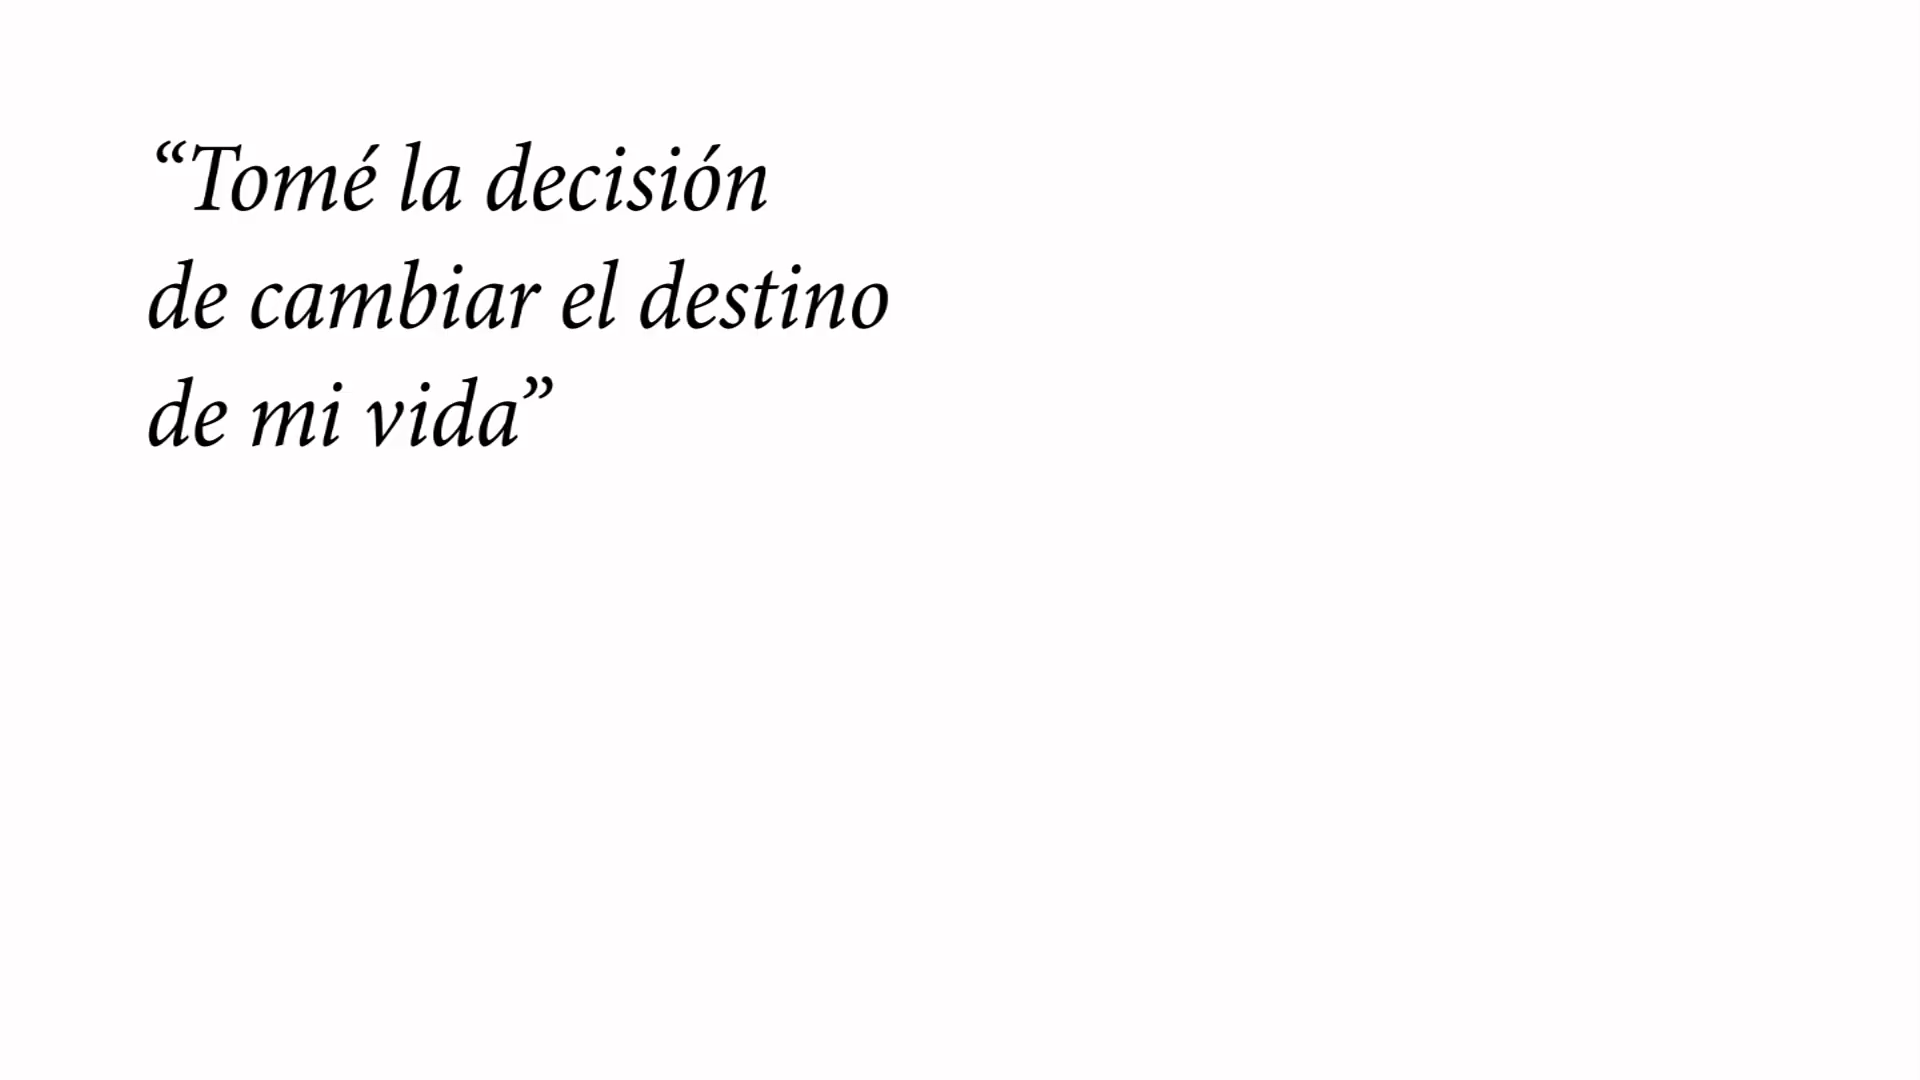 “Tomé la decisión
de cambiar el destino
de mi vida”